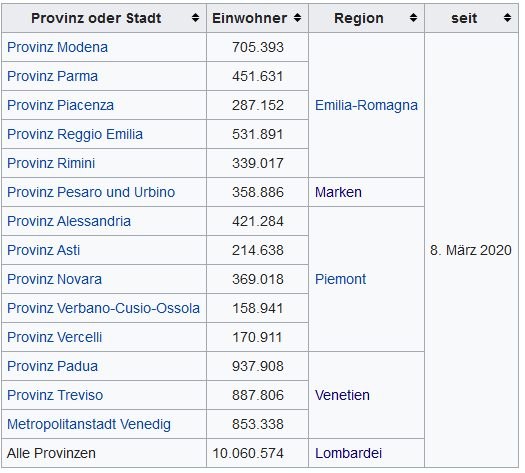 Provinz oder Stadt Einwohner Region seit
Provinz Modena 705.393
Provinz Parma 451.631
Provinz Piacenza 287.152 Emilia-Romagna
Provinz Reggio Emilia 531.891
Provinz Rimini 339.017
Provinz Pesaro und Urbino 358.886 Marken
Provinz Alessandria 421.284
Provinz Asti 214.638 8. März 2020
Provinz Novara 369.018 Piemont
Provinz Verbano-Cusio-Ossola 158.941
Provinz Vercelli 170.911
Provinz Padua 937.908
Provinz Treviso 887.806 Venetien
Metropolitanstadt Venedig 853.338
Alle Provinzen 10.060.574 Lombardei